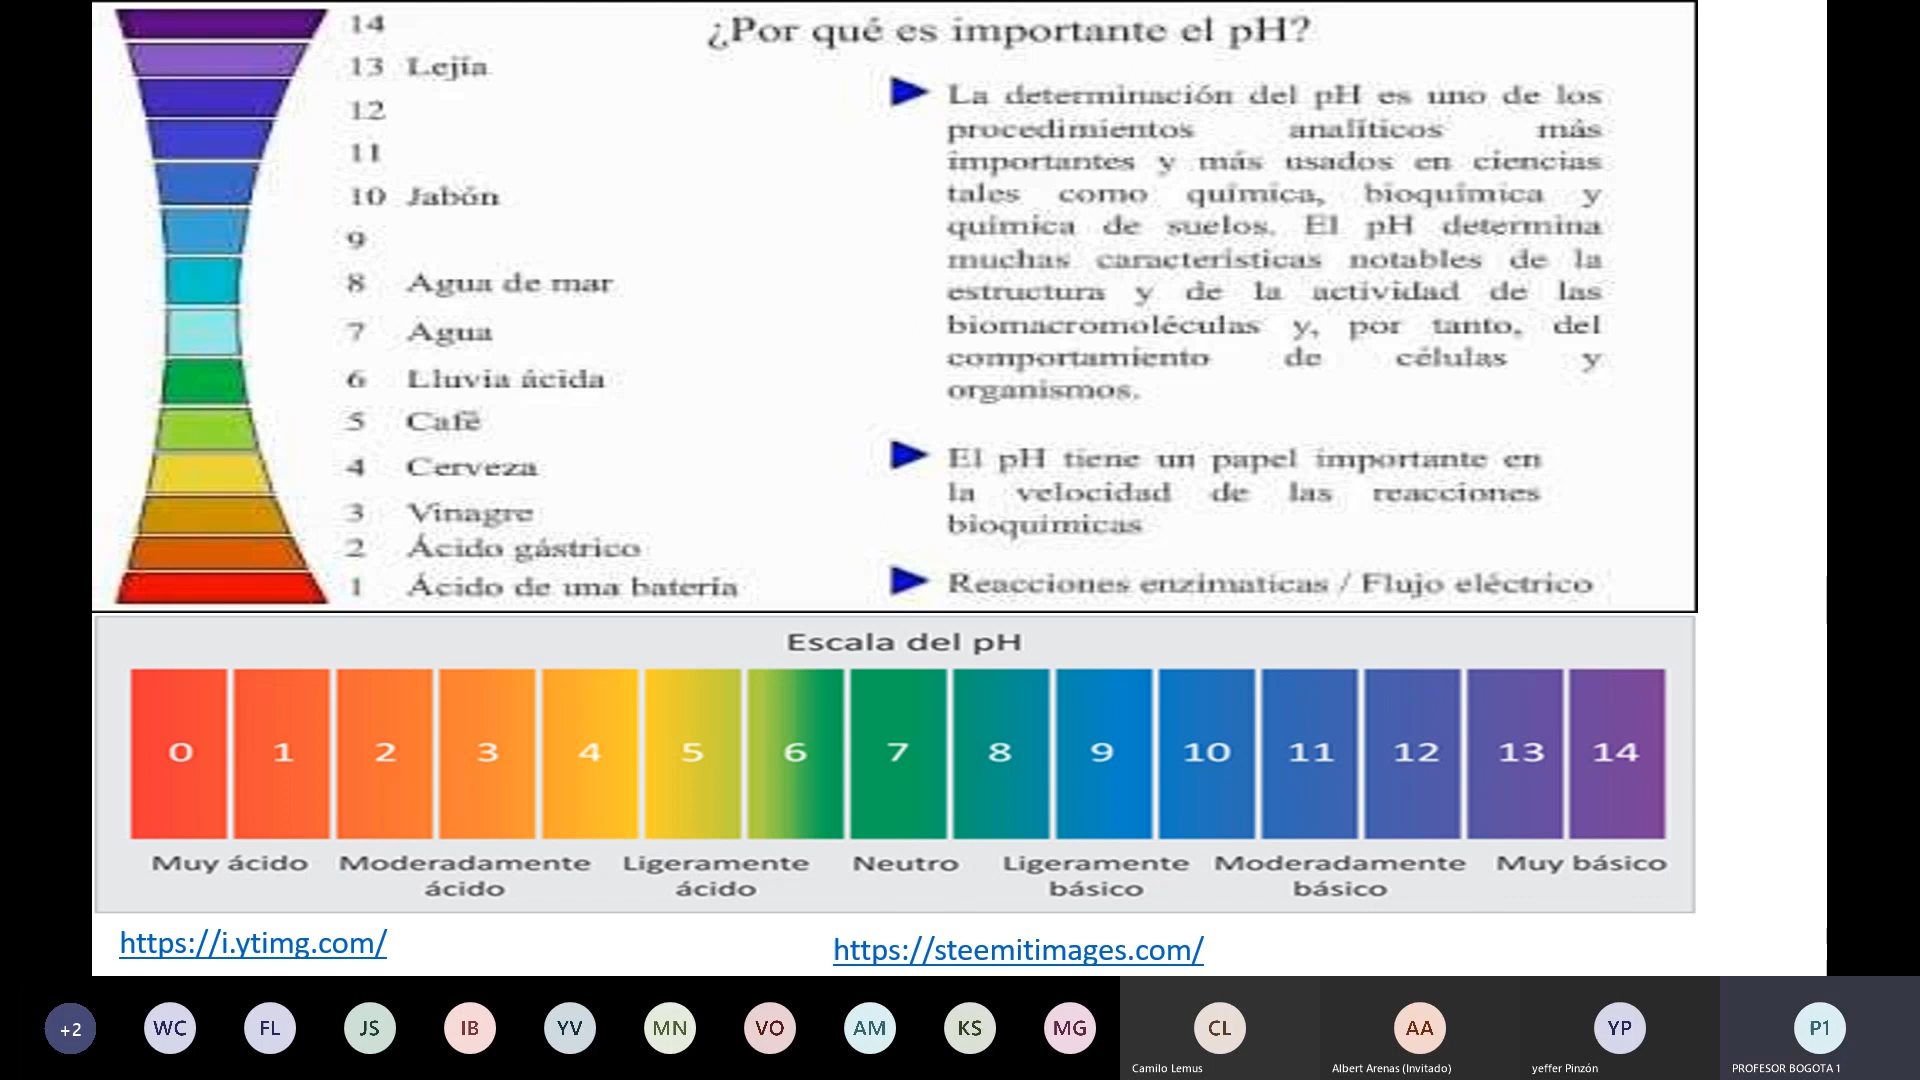 ¿Por qué es importante el pH?
14
13 Lejía
12
11
10 Jabón
9
8 Agua de mar
7 Agua
6 Lluvia ácida
5 Café
4 Cerveza
3 Vinagre
2 Ácido gástrico
1 Ácido de una batería
La determinación del pH es uno de los
procedimientos analíticos más
importantes y más usados en ciencias
tales como química, bioquímica y
química de suelos. El pH determina
muchas características notables de la
estructura y de la actividad de las
biomacromoléculas y, por tanto, del
comportamiento de células y
organismos.
El pH tiene un papel importante en
la velocidad de las reacciones
bioquimicas
Reacciones enzimaticas / Flujo eléctrico
Escala del pH
0 1 2 3 4 5 6 7 8 9 10 11 12 13 14
Muy ácido Moderadamente ácido Ligeramente ácido Neutro Ligeramente básico Moderadamente básico Muy básico
https://i.ytimg.com/
https://steemitimages.com/
+2 WC FL JS IB YV MN VO AM KS MG CL AA YP P1
Camilo Lemus Albert Arenas (Invitado) yeffer Pinzón PROFESOR BOGOTA 1